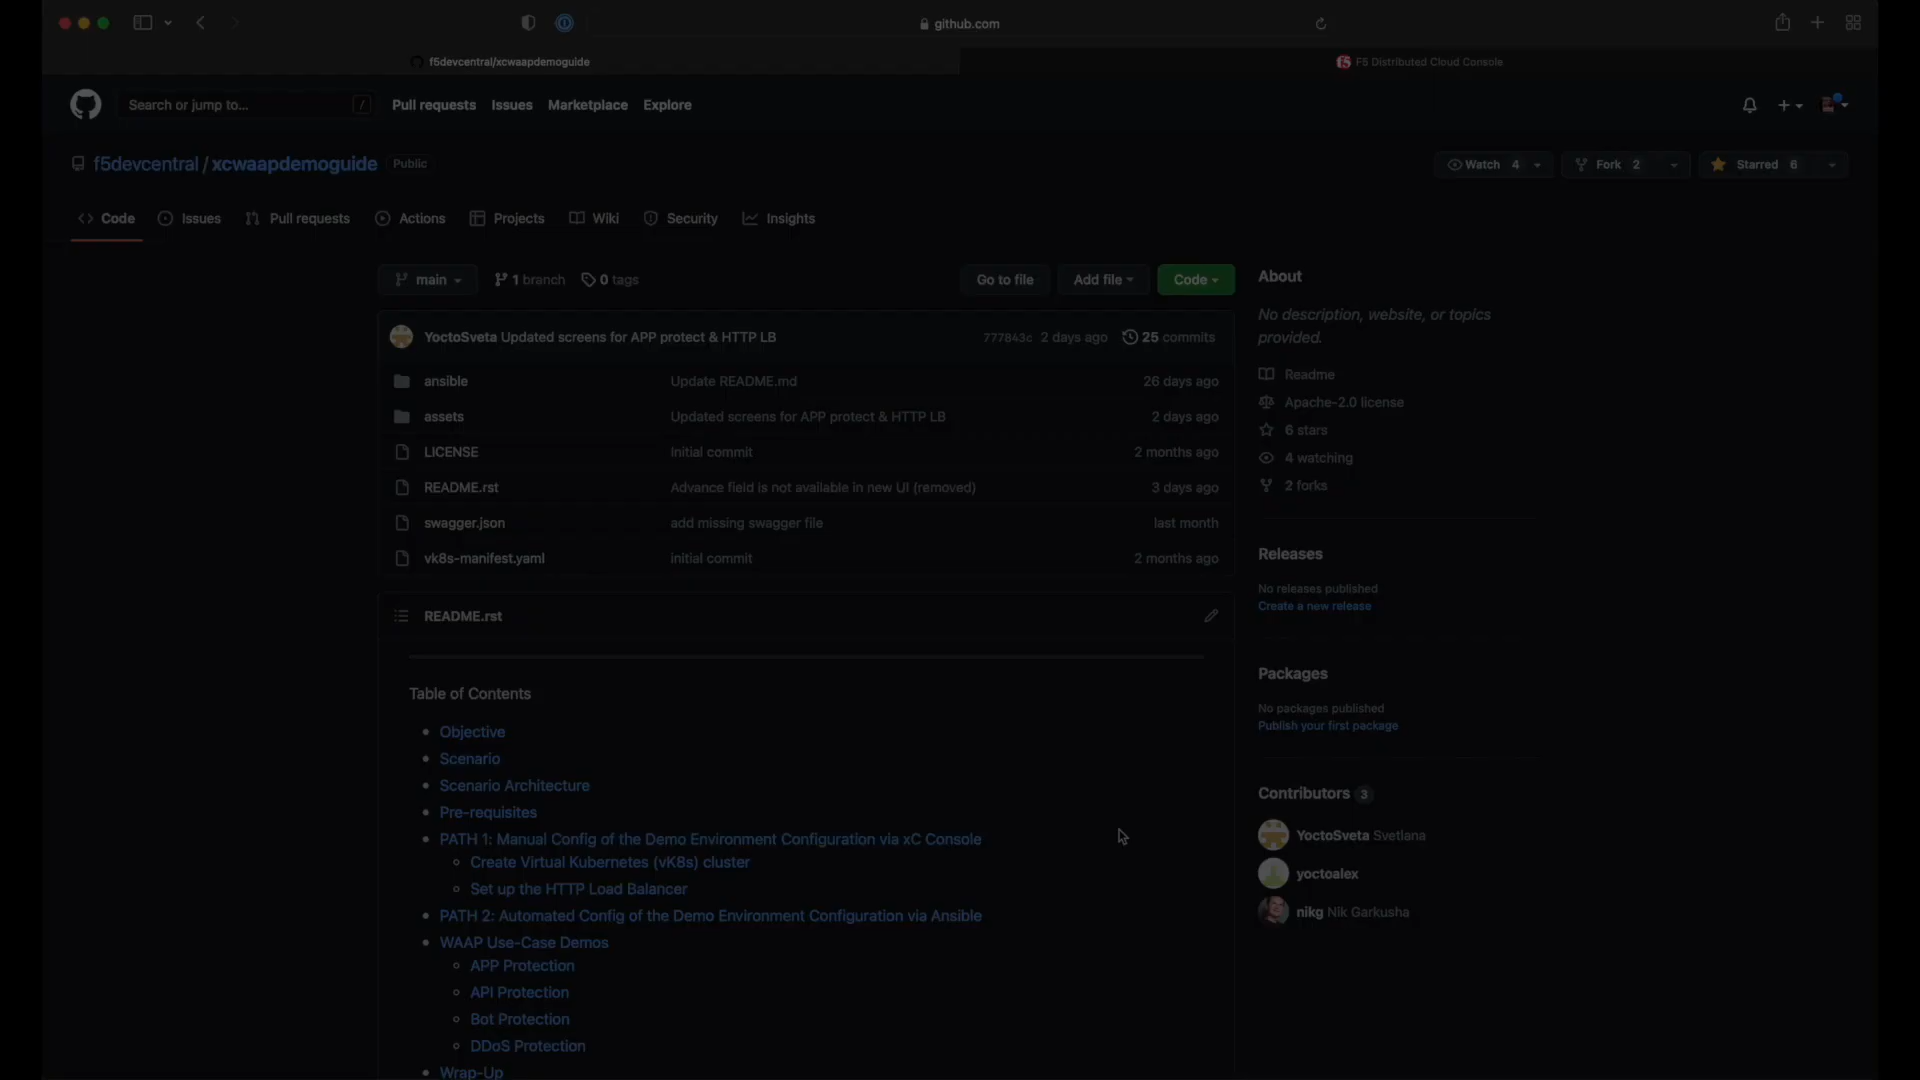 github.com
f5devcentral/xcwaapdemoguide
F5 Distributed Cloud Console
Search or jump to... /
Pull requests Issues Marketplace Explore
f5devcentral / xcwaapdemoguide Public
Watch 4 Fork 2 Starred 6
Code Issues Pull requests Actions Projects Wiki Security Insights
main 1 branch 0 tags Go to file Add file Code
YoctoSveta Updated screens for APP protect & HTTP LB 777843c 2 days ago 25 commits
ansible Update README.md 26 days ago
assets Updated screens for APP protect & HTTP LB 2 days ago
LICENSE Initial commit 2 months ago
README.rst Advance field is not available in new UI (removed) 3 days ago
swagger.json add missing swagger file last month
vk8s-manifest.yaml initial commit 2 months ago
README.rst
Table of Contents
Objective
Scenario
Scenario Architecture
Pre-requisites
PATH 1: Manual Config of the Demo Environment Configuration via xC Console
Create Virtual Kubernetes (vK8s) cluster
Set up the HTTP Load Balancer
PATH 2: Automated Config of the Demo Environment Configuration via Ansible
WAAP Use-Case Demos
APP Protection
API Protection
Bot Protection
DDoS Protection
Wrap-Up
About
No description, website, or topics
provided.
Readme
Apache-2.0 license
6 stars
4 watching
2 forks
Releases
No releases published
Create a new release
Packages
No packages published
Publish your first package
Contributors 3
YoctoSveta Svetlana
yoctoalex
nikg Nik Garkusha